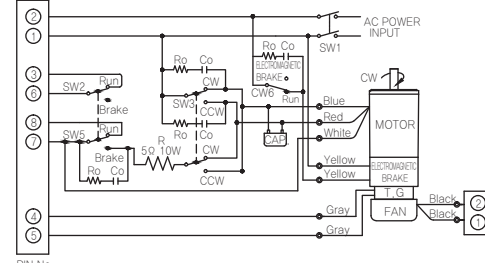 ②
①
③
⑥
⑧
⑦
④
⑤
AC POWER
INPUT
SW1
Ro Co
ELECTROMAGNETIC
BRAKE
CW6
Run
Ro Co
CW
SW3
CCW
Ro Co
CW
CCW
R
5Ω 10W
SW2
Run
Brake
SW5
Run
Brake
Ro Co
CAP.
Blue
Red
White
Yellow
Yellow
Gray
Gray
CW
MOTOR
ELECTROMAGNETIC
BRAKE
T,G
FAN
Black
Black
②
①